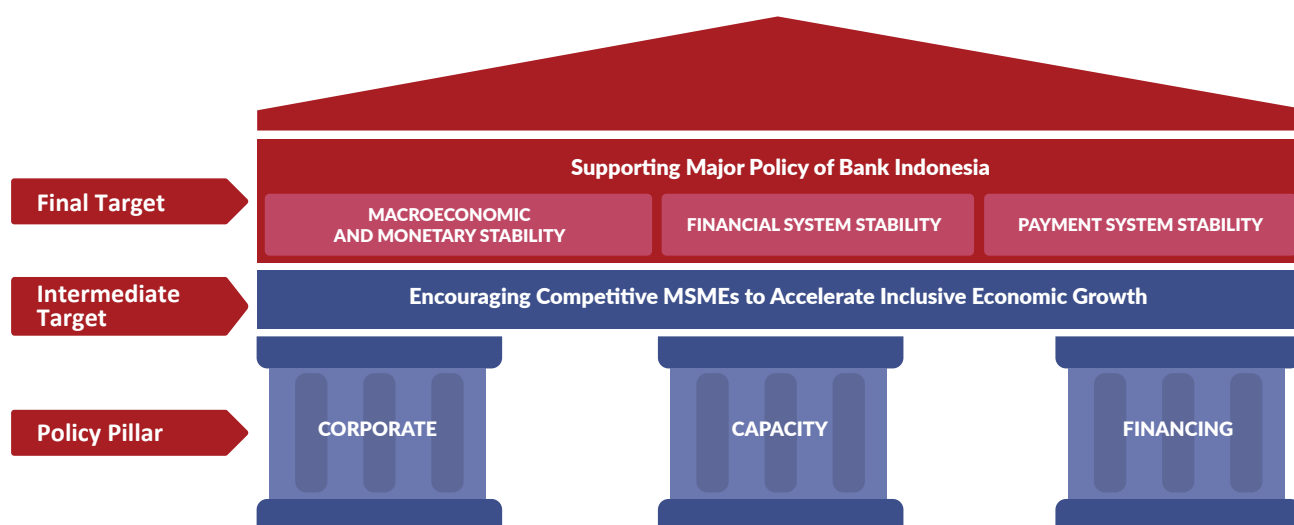 Supporting Major Policy of Bank Indonesia
Final Target
MACROECONOMIC
AND MONETARY STABILITY
FINANCIAL SYSTEM STABILITY
PAYMENT SYSTEM STABILITY
Intermediate
Target
Encouraging Competitive MSMEs to Accelerate Inclusive Economic Growth
Policy Pillar
CORPORATE
CAPACITY
FINANCING